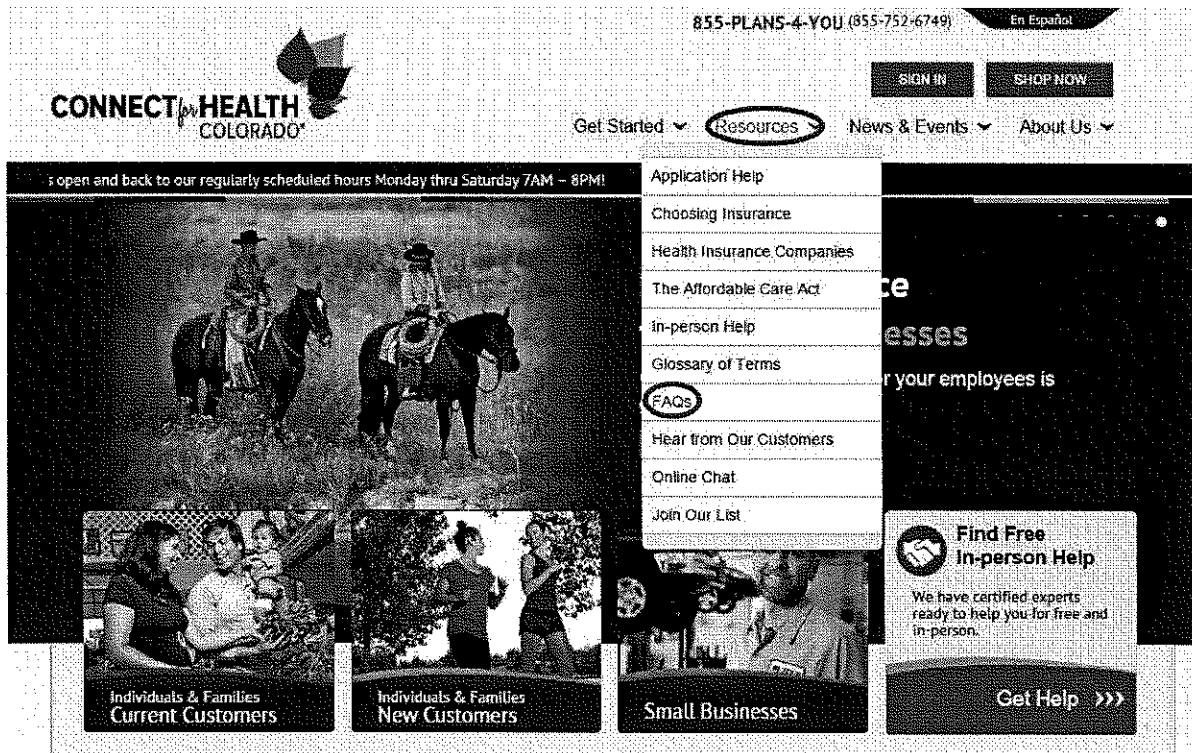 855-PLANS-4-YOU (855-752-6749)
En Español
SIGN IN
SHOP NOW
CONNECT for HEALTH
COLORADO
Get Started
Resources
News & Events
About Us
s open and back to our regularly scheduled hours Monday thru Saturday 7AM – 8PM!
Application Help
Choosing Insurance
Health Insurance Companies
The Affordable Care Act
In-person Help
Glossary of Terms
FAQs
Hear from Our Customers
Online Chat
Join Our List
ce
esses
r your employees is
Individuals & Families
Current Customers
Individuals & Families
New Customers
Small Businesses
Find Free
In-person Help
We have certified experts
ready to help you for free and
in-person.
Get Help >>>